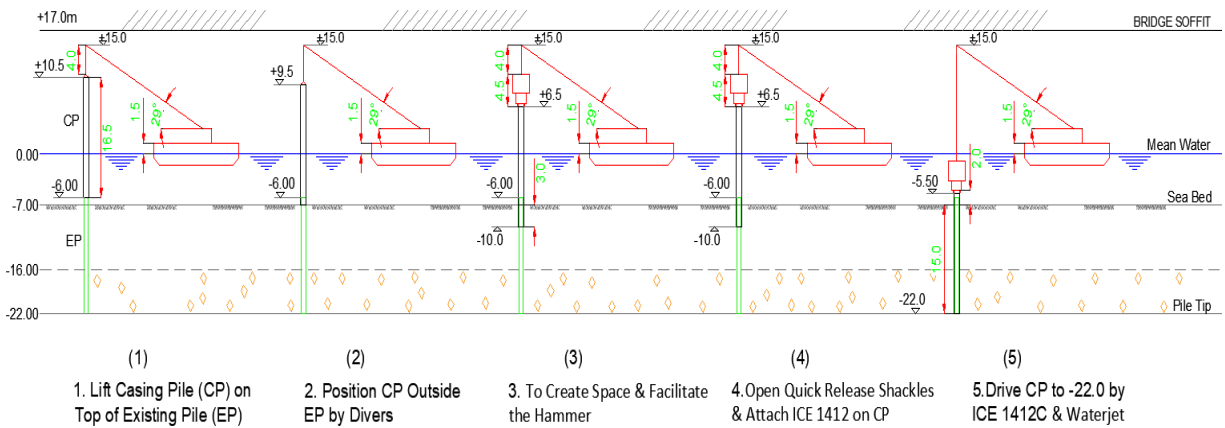 +17.0m
BRIDGE SOFFIT
+15.0
+15.0
+15.0
+15.0
+15.0
4.0
4.0
4.0
+10.5
+9.5
4.5
4.5
+6.5
+6.5
CP
16.5
1.5
29°
1.5
29°
1.5
29°
1.5
29°
1.5
29°
0.00
Mean Water
3.0
2.0
-6.00
-6.00
-6.00
-6.00
-5.50
-7.00
Sea Bed
EP
-10.0
-10.0
15.0
-16.00
-22.0
-22.00
Pile Tip
(1)
(2)
(3)
(4)
(5)
1. Lift Casing Pile (CP) on
Top of Existing Pile (EP)
2. Position CP Outside
EP by Divers
3. To Create Space & Facilitate
the Hammer
4.Open Quick Release Shackles
& Attach ICE 1412 on CP
5.Drive CP to -22.0 by
ICE 1412C & Waterjet